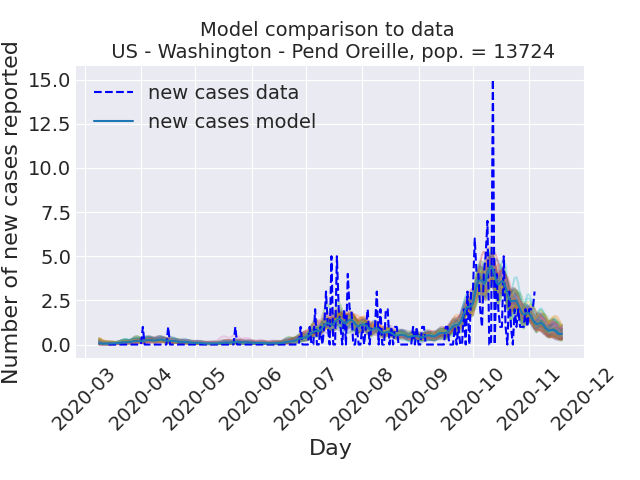 Model comparison to data
US - Washington - Pend Oreille, pop. = 13724
Number of new cases reported
15.0
12.5
10.0
7.5
5.0
2.5
0.0
new cases data
new cases model
2020-03
2020-04
2020-05
2020-06
2020-07
2020-08
2020-09
2020-10
2020-11
2020-12
Day